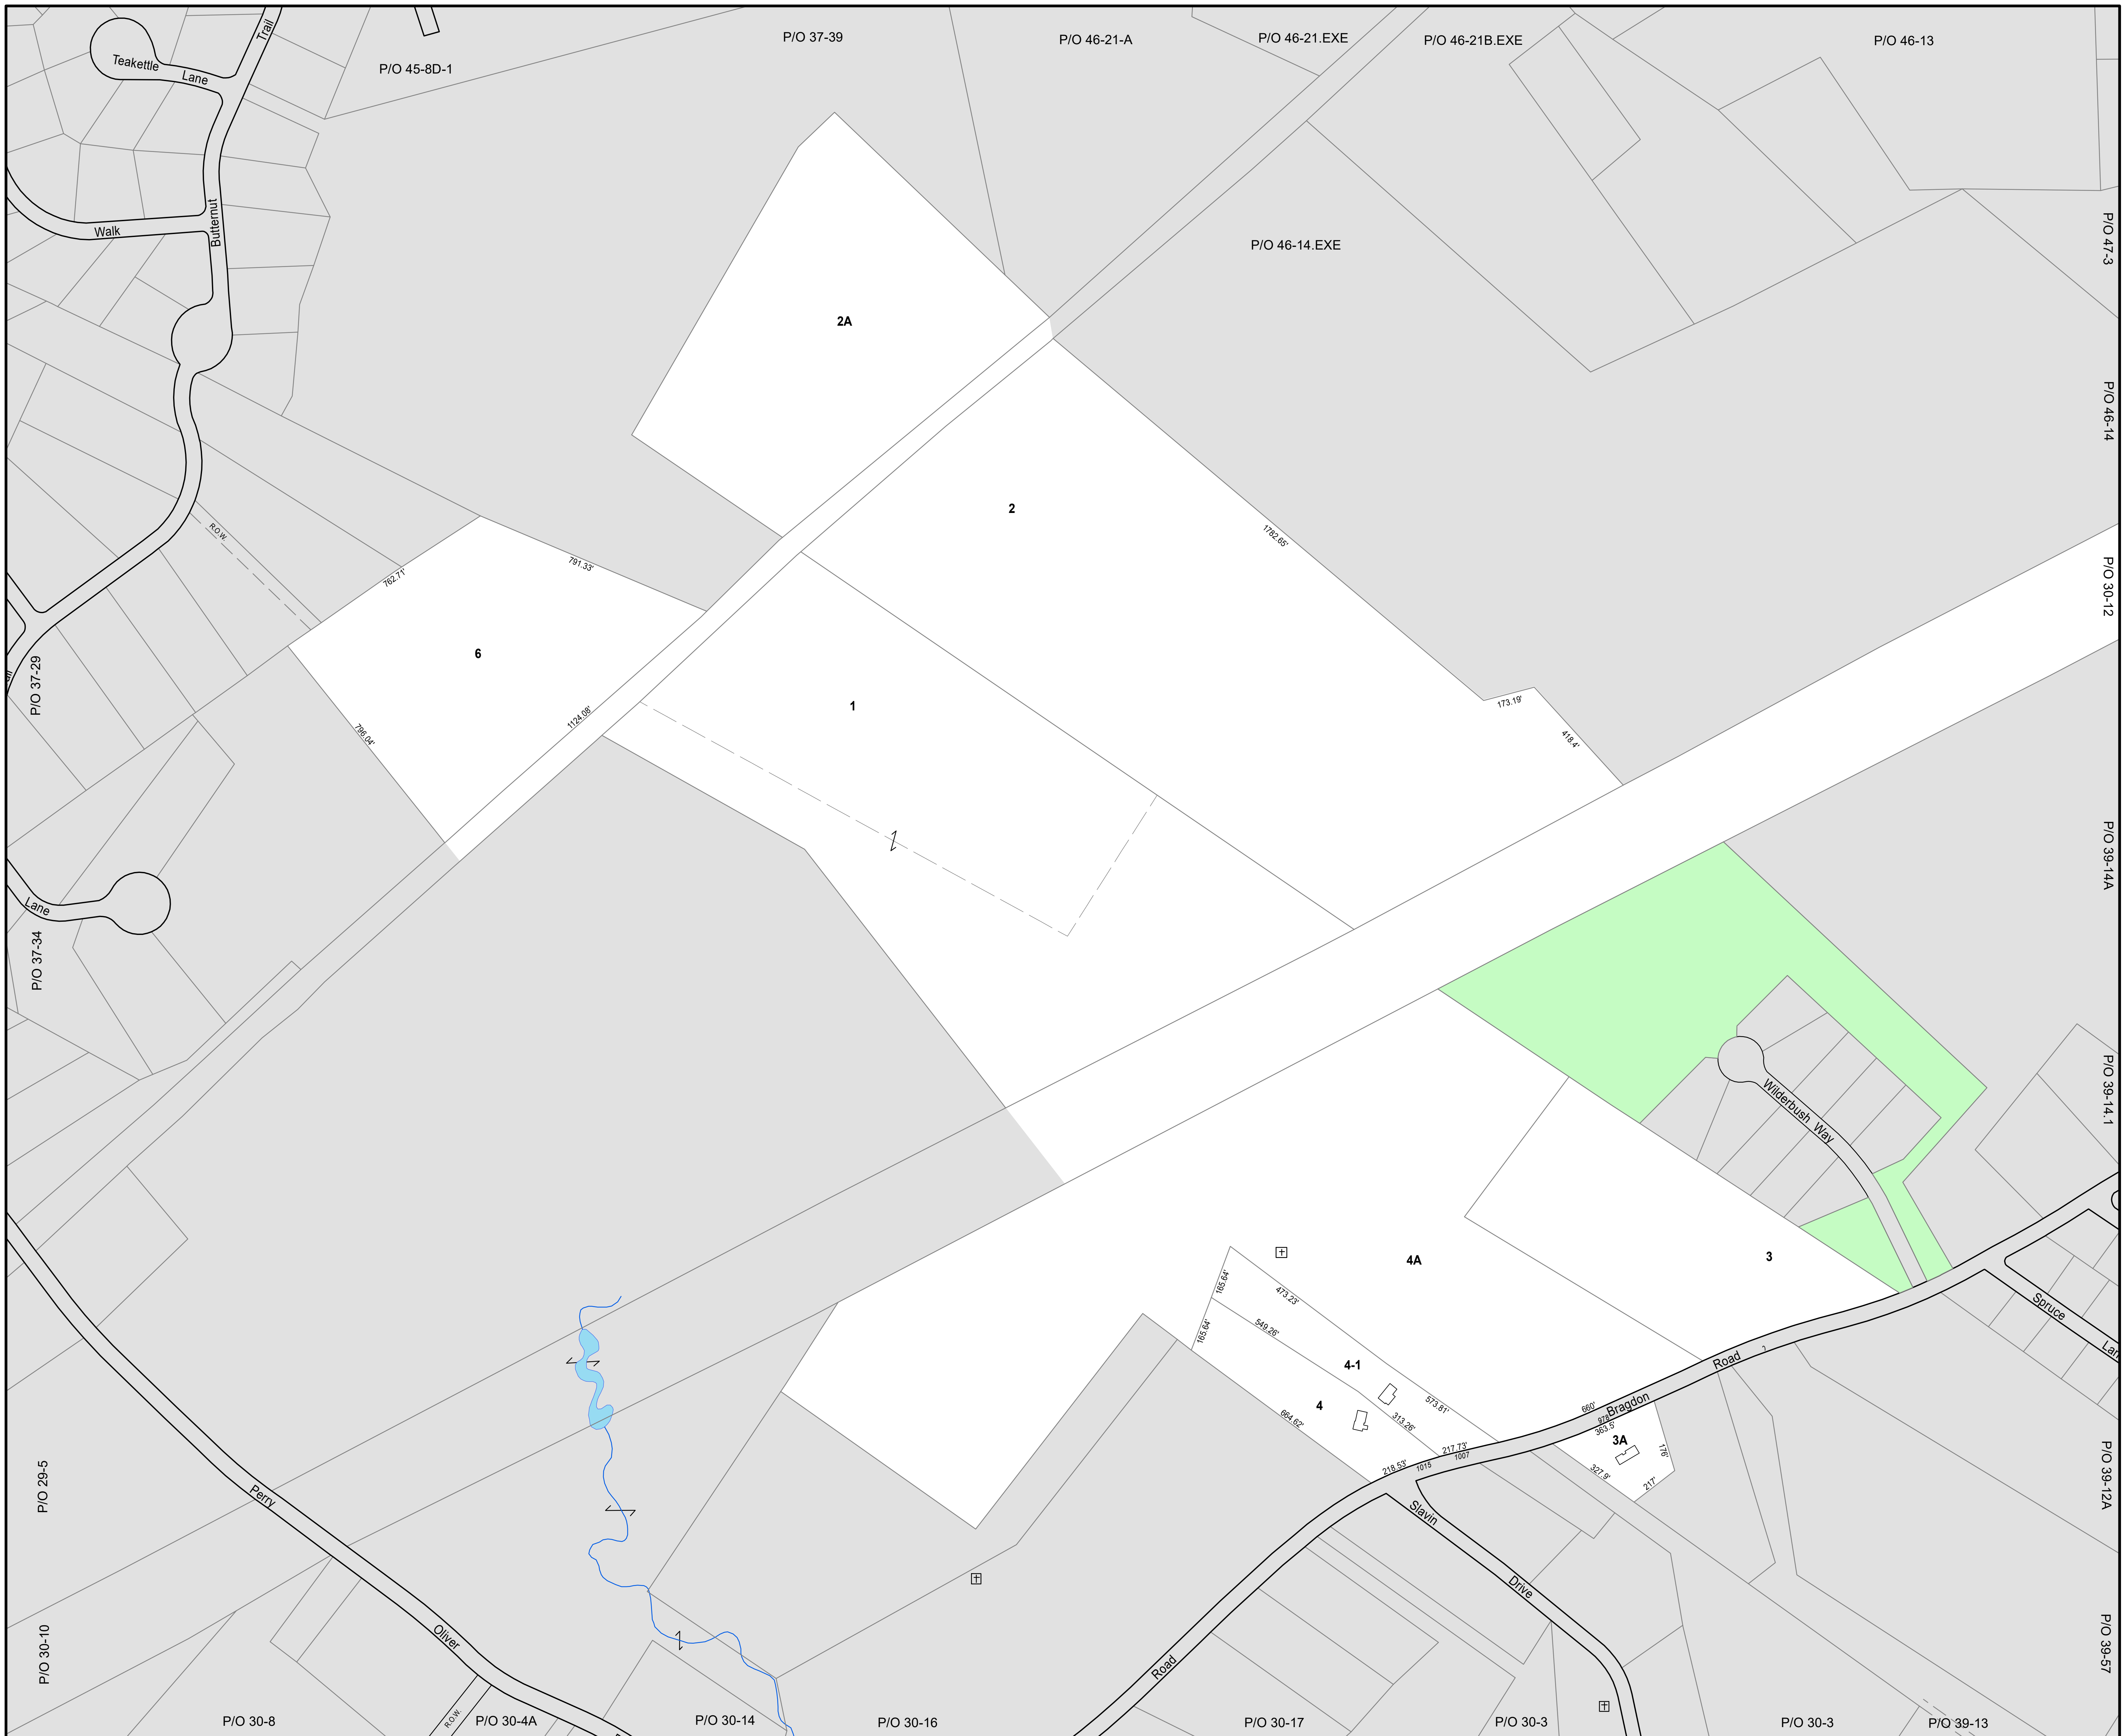 P/O 37-39
P/O 46-21-A
P/O 46-21.EXE
P/O 46-21B.EXE
P/O 46-13
P/O 45-8D-1
Trail
Teakettle
Lane
Walk
Butternut
P/O 46-14.EXE
P/O 47-3
2A
P/O 46-14
2
R.O.W.
1782.65'
762.71'
791.33'
P/O 30-12
6
P/O 37-29
1
1124.08'
796.04'
173.19'
418.4'
P/O 39-14A
Lane
P/O 37-34
P/O 39-14.1
Wilderbush Way
4A
3
165.64'
473.23'
549.26'
165.64'
Spruce
4-1
Road
3
4
573.81'
664.62'
313.26'
660'
978
Bragdon
363.5'
3A
176'
217.73'
1007
218.53'
1015
327.9'
217'
P/O 29-5
P/O 39-12A
Perry
Slavin
Drive
Oliver
Road
P/O 30-10
P/O 39-57
R.O.W.
P/O 30-8
P/O 30-4A
P/O 30-14
P/O 30-16
P/O 30-17
P/O 30-3
P/O 30-3
P/O 39-13